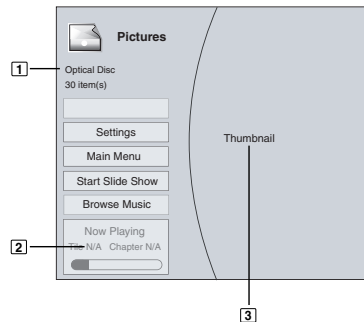 Pictures
1
Optical Disc
30 item(s)
Settings
Main Menu
Thumbnail
Start Slide Show
Browse Music
Now Playing
2
Title N/A Chapter N/A
3